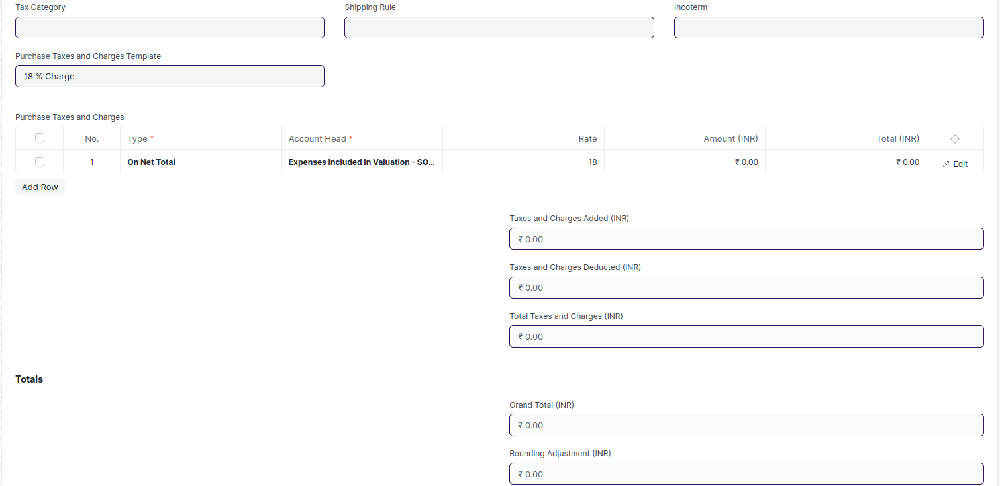 Tax Category Shipping Rule Incoterm
Purchase Taxes and Charges Template
18 % Charge
Purchase Taxes and Charges
No. Type * Account Head * Rate Amount (INR) Total (INR)
1 On Net Total Expenses Included In Valuation - SO... 18 ₹ 0.00 ₹ 0.00 Edit
Add Row
Taxes and Charges Added (INR)
₹ 0.00
Taxes and Charges Deducted (INR)
₹ 0.00
Total Taxes and Charges (INR)
₹ 0.00
Totals
Grand Total (INR)
₹ 0.00
Rounding Adjustment (INR)
₹ 0.00